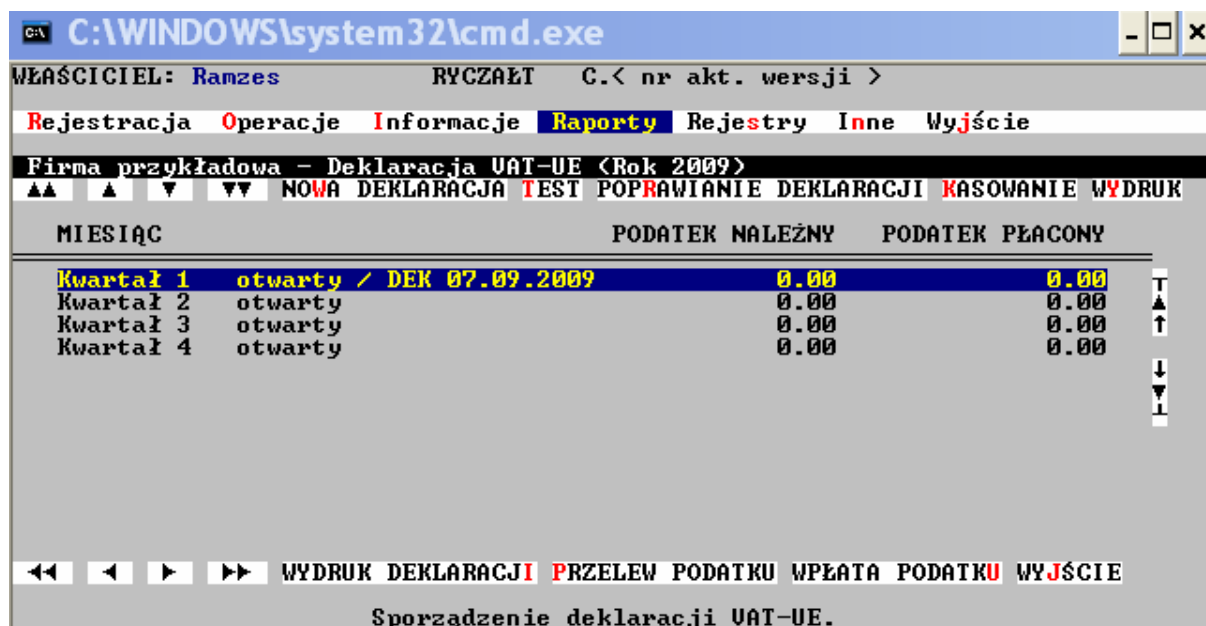 C:\WINDOWS\system32\cmd.exe
WŁAŚCICIEL: Ramzes RYCZAŁT C.< nr akt. wersji >
Rejestracja Operacje Informacje Raporty Rejestry Inne Wyjście
Firma przykładowa - Deklaracja VAT-UE (Rok 2009)
NOWA DEKLARACJA TEST POPRAWIANIE DEKLARACJI KASOWANIE WYDRUK
MIESIĄC PODATEK NALEŻNY PODATEK PŁACONY
Kwartał 1 otwarty / DEK 07.09.2009 0.00 0.00
Kwartał 2 otwarty 0.00 0.00
Kwartał 3 otwarty 0.00 0.00
Kwartał 4 otwarty 0.00 0.00
WYDRUK DEKLARACJI PRZELEW PODATKU WPŁATA PODATKU WYJŚCIE
Sporządzenie deklaracji VAT-UE.